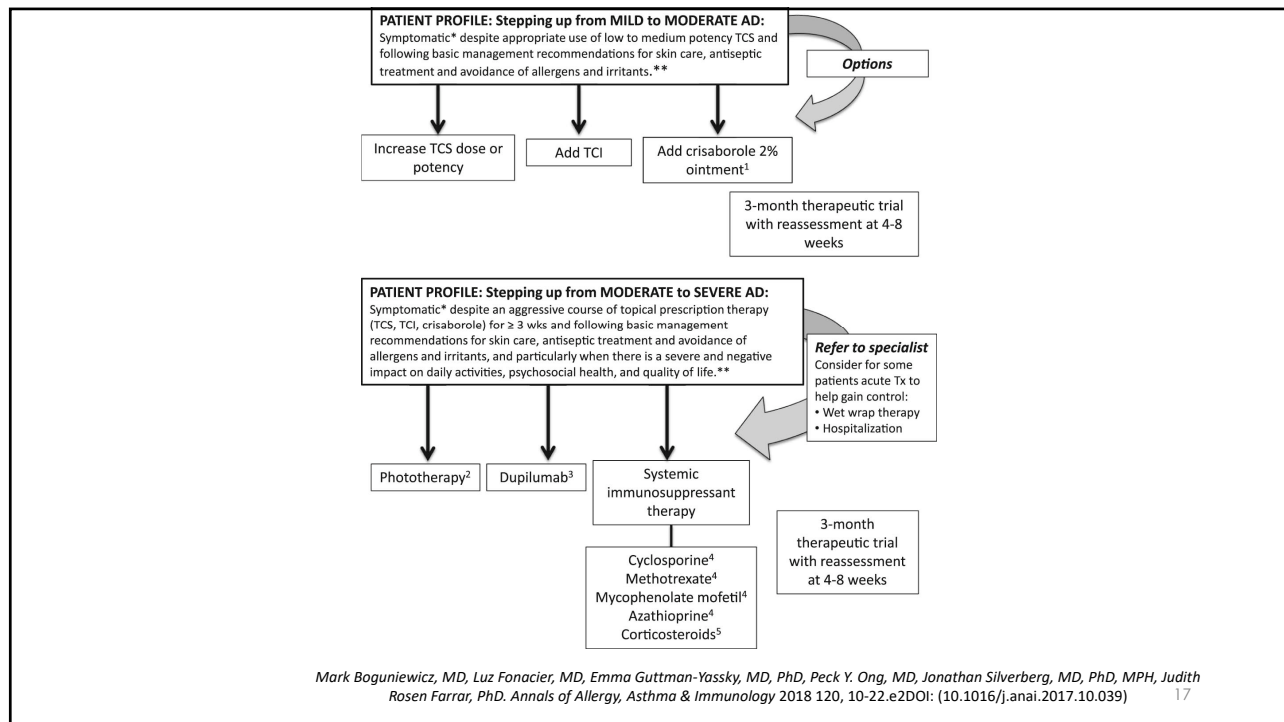 PATIENT PROFILE: Stepping up from MILD to MODERATE AD:
Symptomatic* despite appropriate use of low to medium potency TCS and
following basic management recommendations for skin care, antiseptic
treatment and avoidance of allergens and irritants.**
Options
Increase TCS dose or
potency
Add TCI
Add crisaborole 2%
ointment¹
3-month therapeutic trial
with reassessment at 4-8
weeks
PATIENT PROFILE: Stepping up from MODERATE to SEVERE AD:
Symptomatic* despite an aggressive course of topical prescription therapy
(TCS, TCI, crisaborole) for ≥ 3 wks and following basic management
recommendations for skin care, antiseptic treatment and avoidance of
allergens and irritants, and particularly when there is a severe and negative
impact on daily activities, psychosocial health, and quality of life.**
Refer to specialist
Consider for some
patients acute Tx to
help gain control:
• Wet wrap therapy
• Hospitalization
Phototherapy²
Dupilumab³
Systemic
immunosuppressant
therapy
Cyclosporine⁴
Methotrexate⁴
Mycophenolate mofetil⁴
Azathioprine⁴
Corticosteroids⁵
3-month
therapeutic trial
with reassessment
at 4-8 weeks
Mark Boguniewicz, MD, Luz Fonacier, MD, Emma Guttman-Yassky, MD, PhD, Peck Y. Ong, MD, Jonathan Silverberg, MD, PhD, MPH, Judith
Rosen Farrar, PhD. Annals of Allergy, Asthma & Immunology 2018 120, 10-22.e2DOI: (10.1016/j.anai.2017.10.039)
17